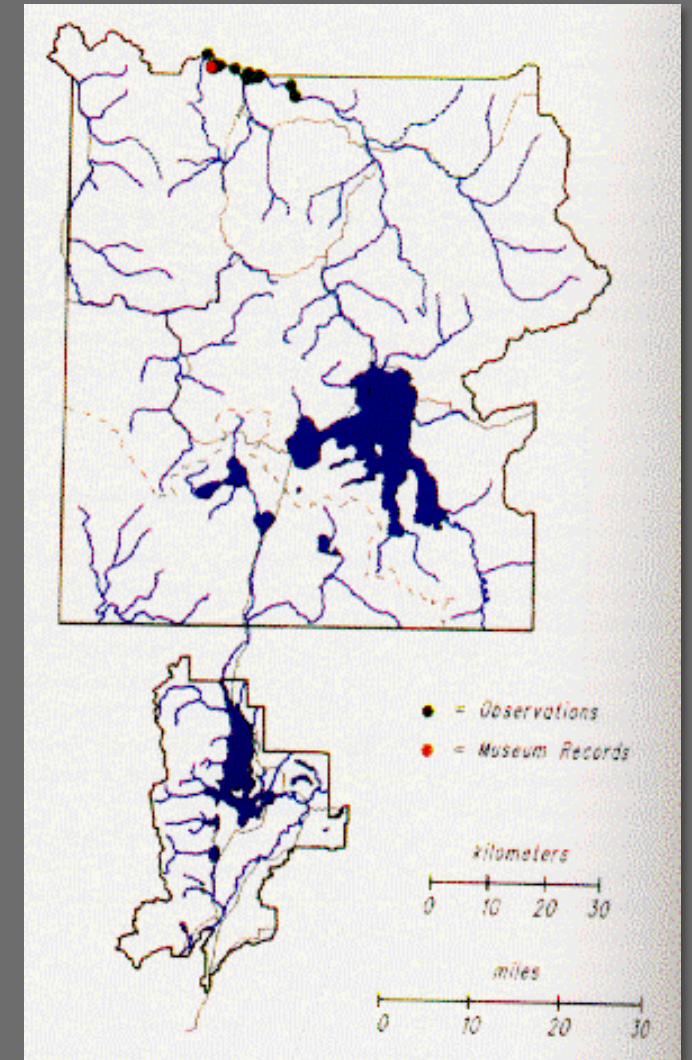 = Observations
= Museum Records
kilometers
0 10 20 30
miles
0 10 20 30